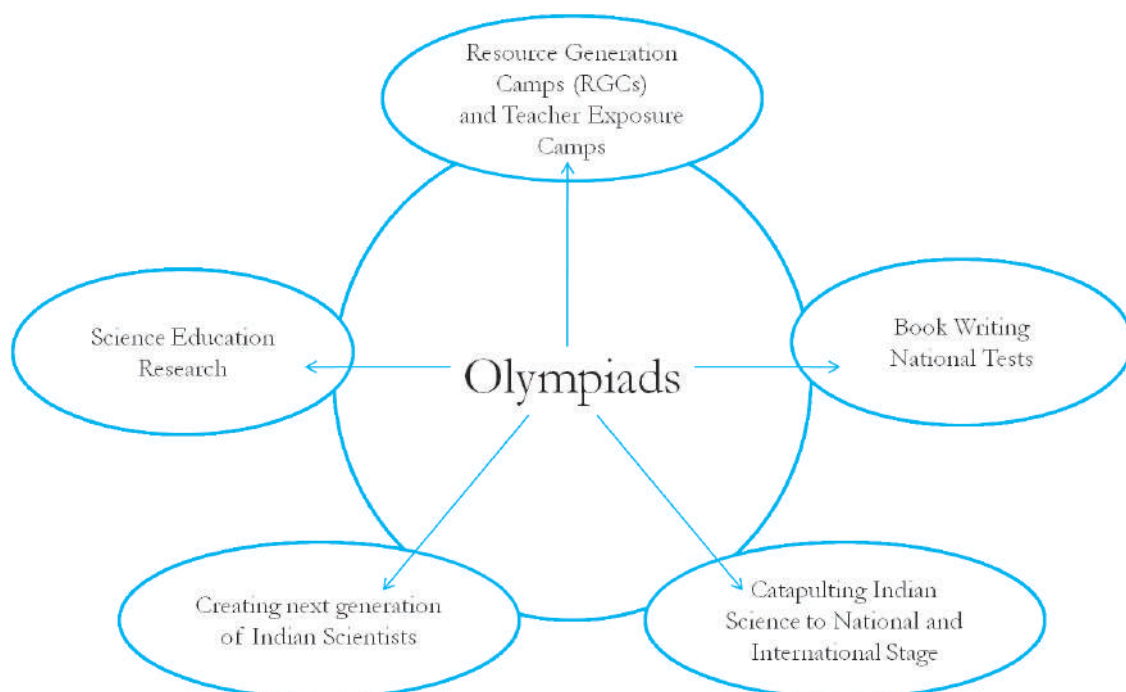 Resource Generation
Camps (RGCs)
and Teacher Exposure
Camps
Science Education
Research
Olympiads
Book Writing
National Tests
Creating next generation
of Indian Scientists
Catapulting Indian
Science to National and
International Stage